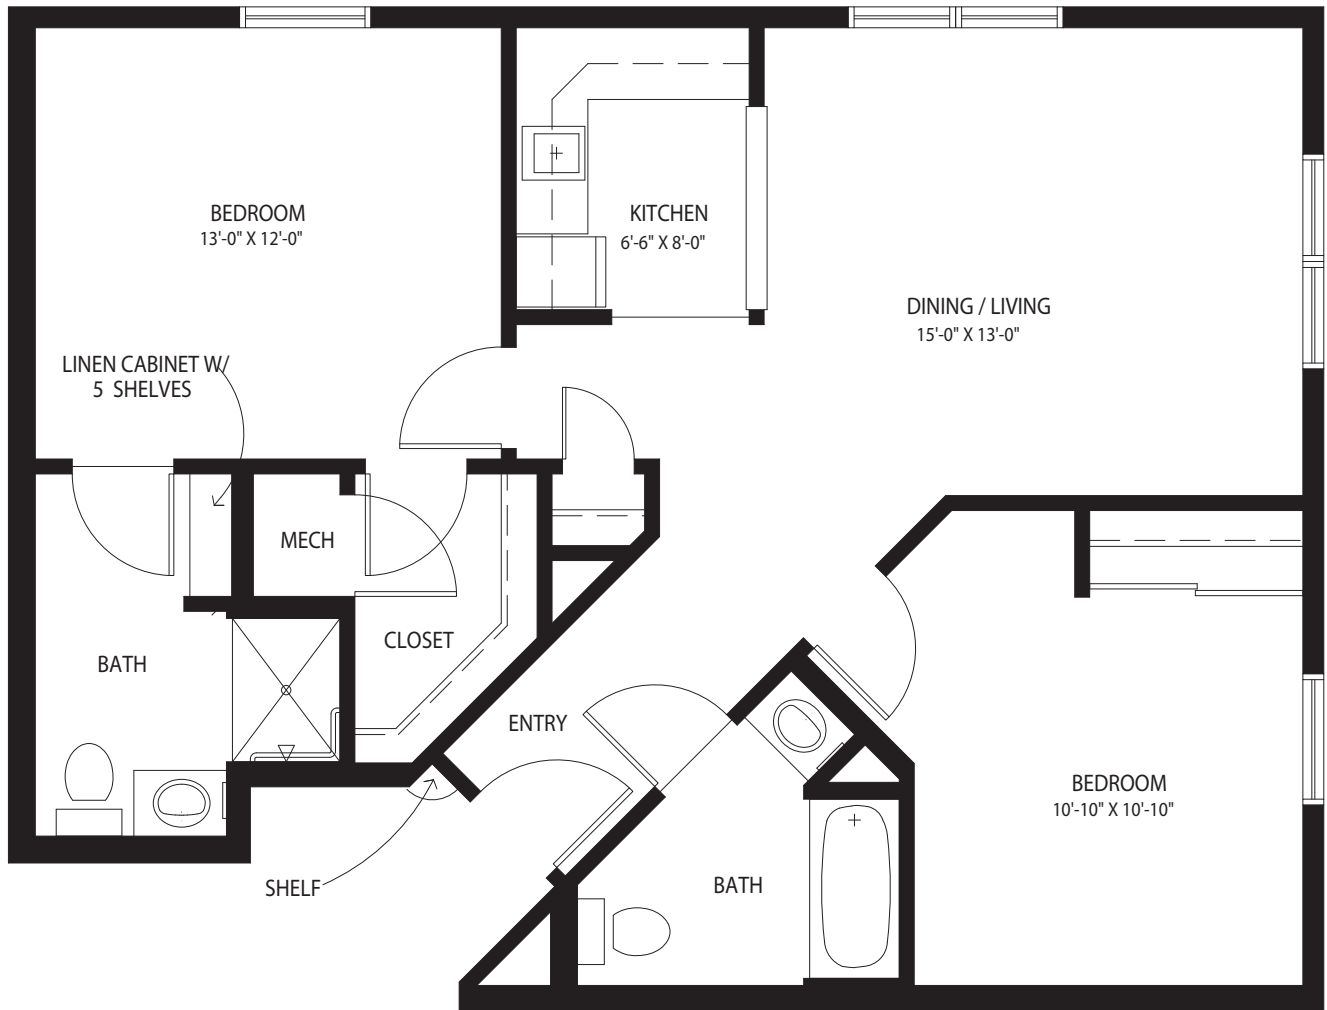 BEDROOM
13'-0" X 12'-0"
KITCHEN
6'-6" X 8'-0"
DINING / LIVING
15'-0" X 13'-0"
LINEN CABINET W/
5 SHELVES
MECH
CLOSET
BATH
ENTRY
BEDROOM
10'-10" X 10'-10"
SHELF
BATH